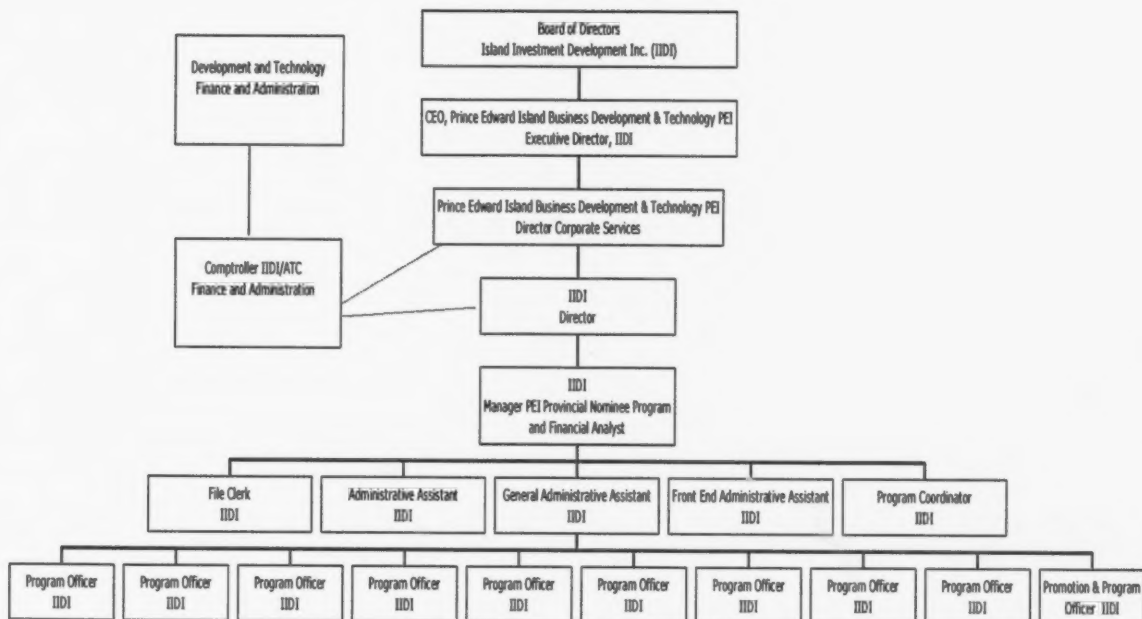 Board of Directors
Island Investment Development Inc. (IIDI)
Development and Technology
Finance and Administration
CEO, Prince Edward Island Business Development & Technology PEI
Executive Director, IIDI
Prince Edward Island Business Development & Technology PEI
Director Corporate Services
Comptroller IIDI/ATC
Finance and Administration
IIDI
Director
IIDI
Manager PEI Provincial Nominee Program
and Financial Analyst
File Clerk
IIDI
Administrative Assistant
IIDI
General Administrative Assistant
IIDI
Front End Administrative Assistant
IIDI
Program Coordinator
IIDI
Program Officer
IIDI
Program Officer
IIDI
Program Officer
IIDI
Program Officer
IIDI
Program Officer
IIDI
Program Officer
IIDI
Program Officer
IIDI
Program Officer
IIDI
Program Officer
IIDI
Promotion & Program
Officer IIDI